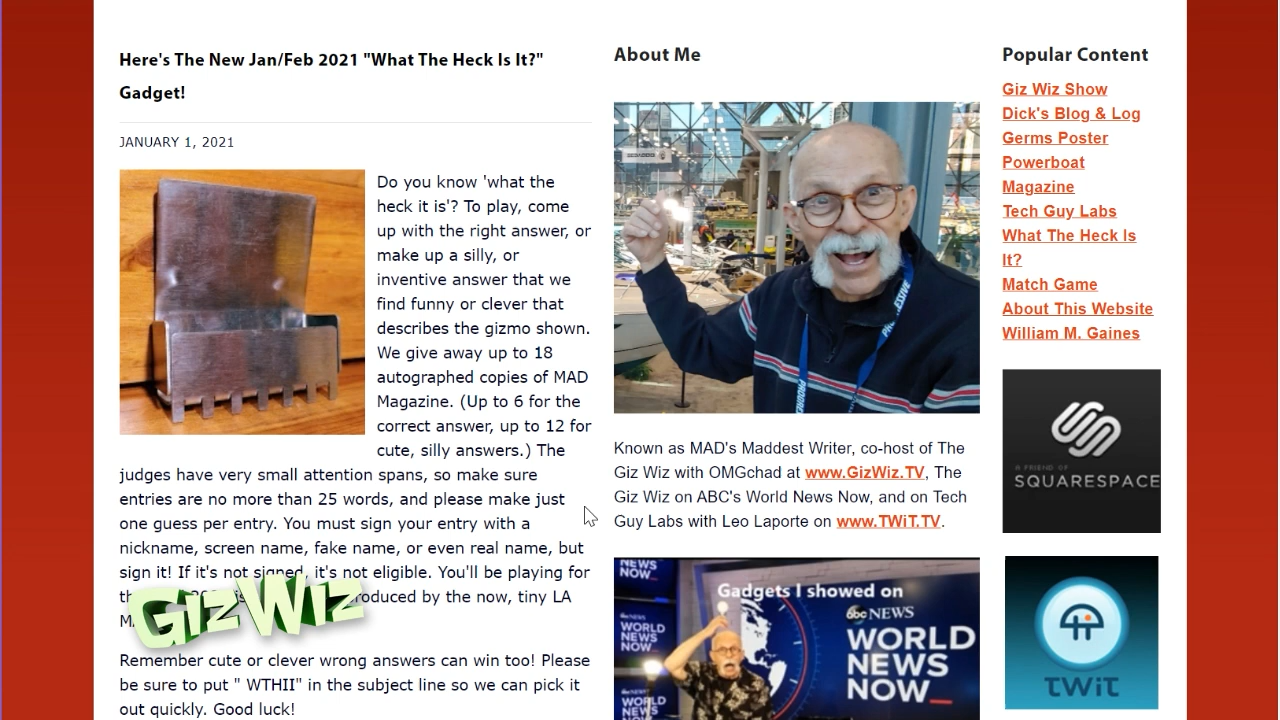 Here's The New Jan/Feb 2021 "What The Heck Is It?"
Gadget!
JANUARY 1, 2021
Do you know 'what the
heck it is'? To play, come
up with the right answer, or
make up a silly, or
inventive answer that we
find funny or clever that
describes the gizmo shown.
We give away up to 18
autographed copies of MAD
Magazine. (Up to 6 for the
correct answer, up to 12 for
cute, silly answers.) The
judges have very small attention spans, so make sure
entries are no more than 25 words, and please make just
one guess per entry. You must sign your entry with a
nickname, screen name, fake name, or even real name, but
sign it! If it's not signed, it's not eligible. You'll be playing for
by the now, tiny LA
GizWiz
Remember cute or clever wrong answers can win too! Please
be sure to put " WTHII" in the subject line so we can pick it
out quickly. Good luck!
About Me
PROGRESSIVE
Known as MAD's Maddest Writer, co-host of The
Giz Wiz with OMGchad at www.GizWiz.TV, The
Giz Wiz on ABC's World News Now, and on Tech
Guy Labs with Leo Laporte on www.TWiT.TV.
NEWS
NOW_
WORLD
NEWS
NOW_
Gadgets I showed on
abc NEWS
WORLD
NEWS
NOW_
Popular Content
Giz Wiz Show
Dick's Blog & Log
Germs Poster
Powerboat
Magazine
Tech Guy Labs
What The Heck Is
It?
Match Game
About This Website
William M. Gaines
A FRIEND OF
SQUARESPACE
TWiT